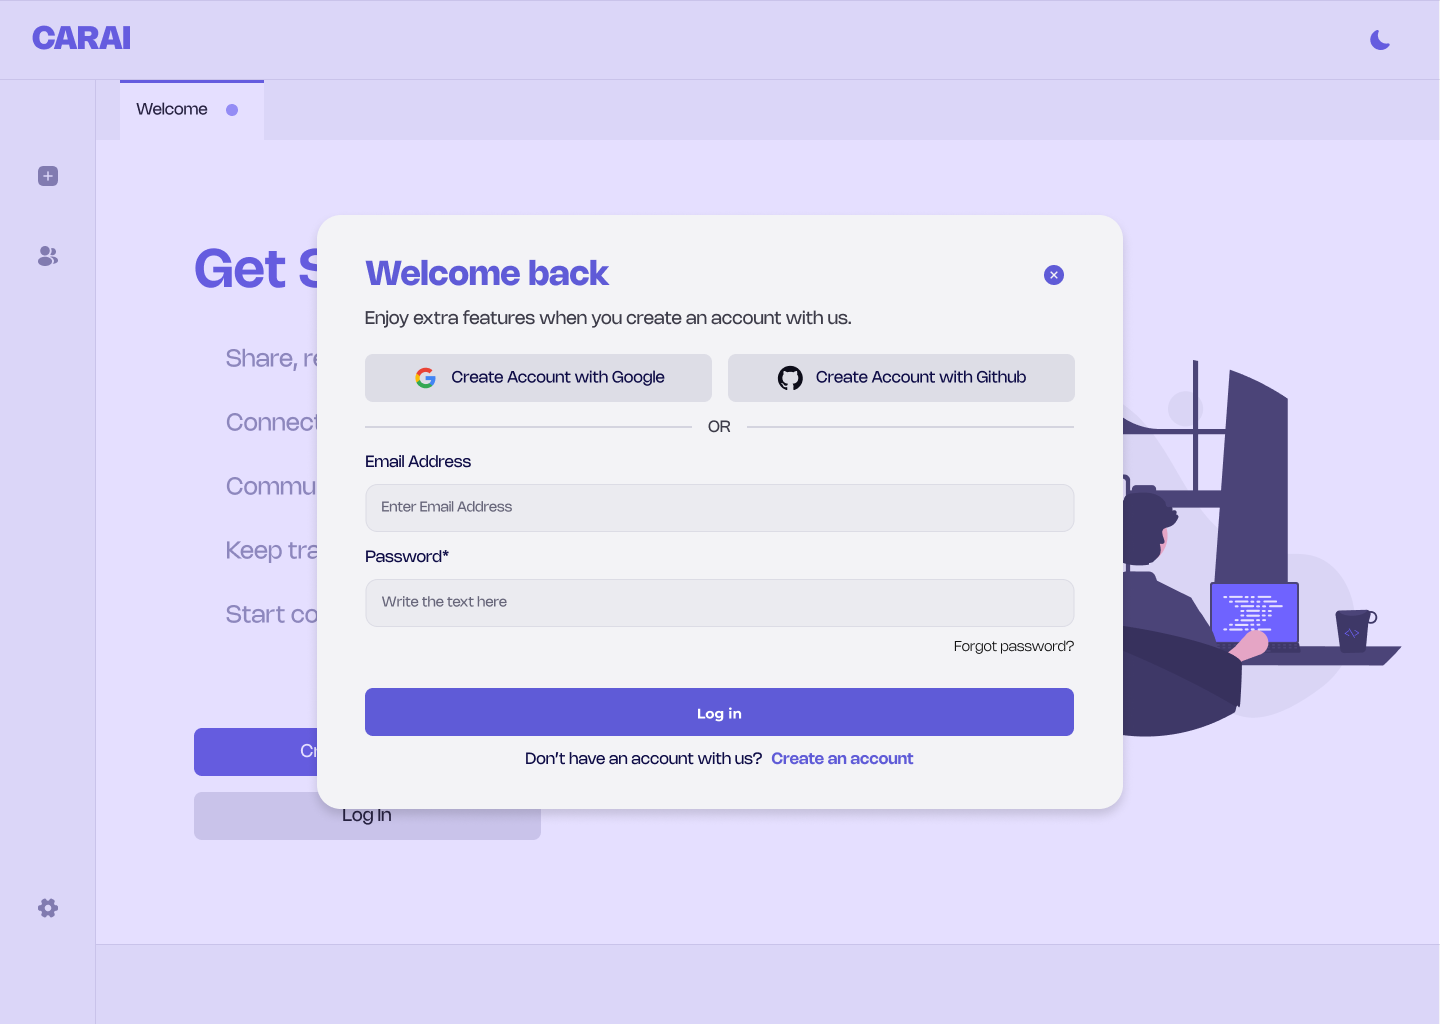 CARAI
Welcome
Get S
Share, re
Connect
Commu
Keep tra
Start co
Cr
Log In
Welcome back
Enjoy extra features when you create an account with us.
Create Account with Google
Create Account with Github
OR
Email Address
Enter Email Address
Password*
Write the text here
Forgot password?
Log in
Don't have an account with us? Create an account